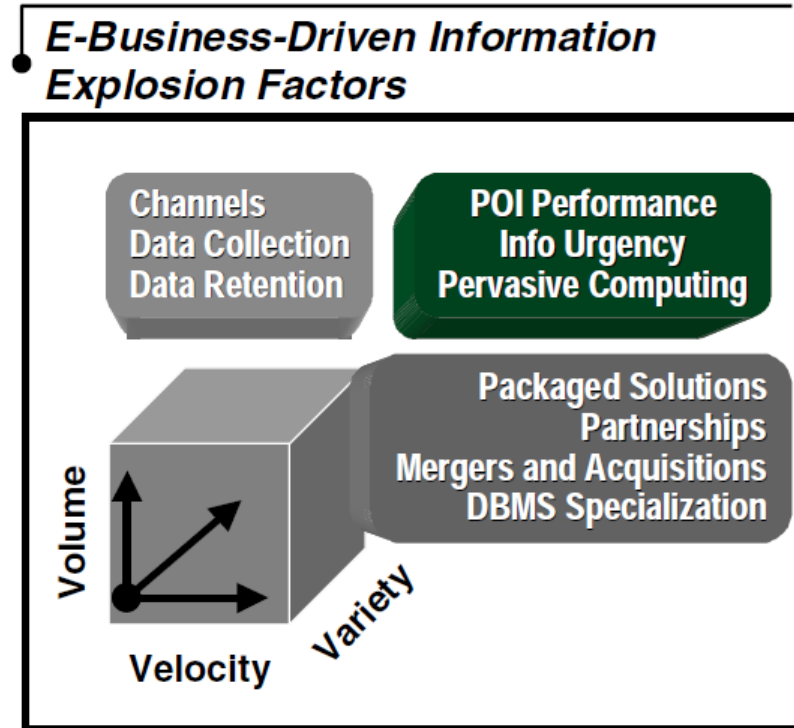 E-Business-Driven Information
Explosion Factors
Channels
Data Collection
Data Retention
POI Performance
Info Urgency
Pervasive Computing
Packaged Solutions
Partnerships
Mergers and Acquisitions
DBMS Specialization
Volume
Velocity
Variety